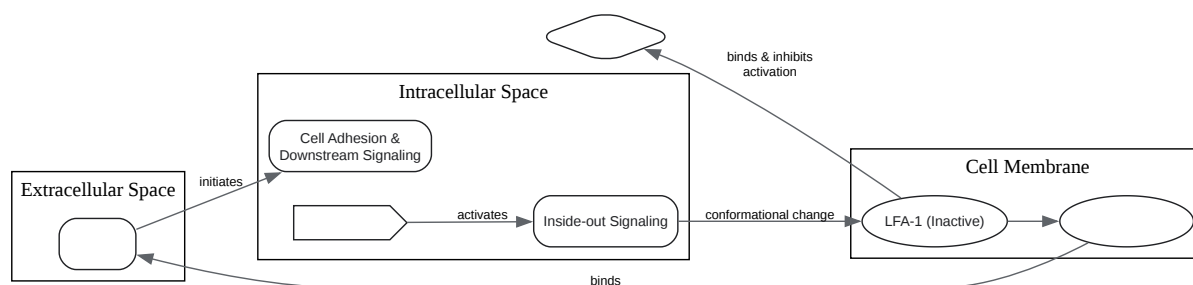 binds & inhibits
activation
Intracellular Space
Cell Adhesion &
Downstream Signaling
Cell Membrane
Extracellular Space
initiates
activates
Inside-out Signaling
conformational change
LFA-1 (Inactive)
binds